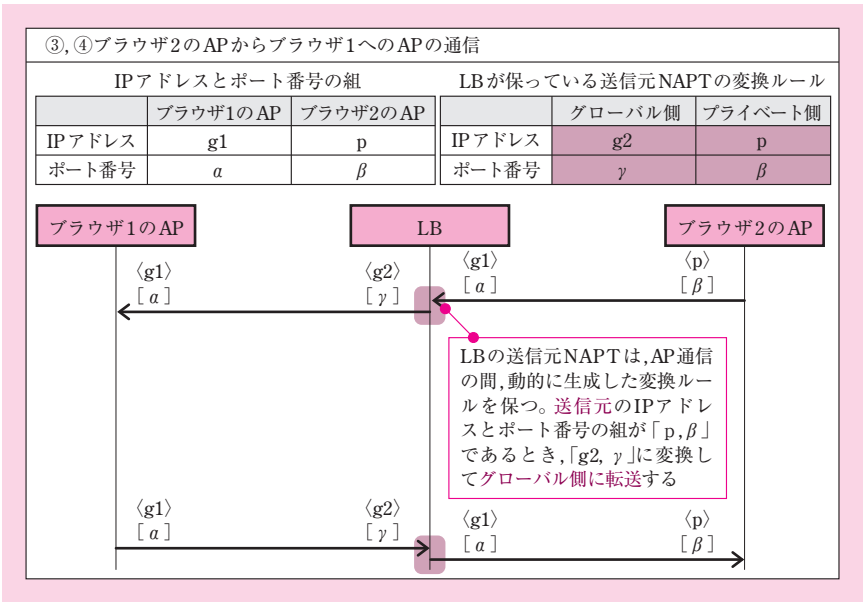 ③,④ブラウザ2のAPからブラウザ1へのAPの通信
IPアドレスとポート番号の組
ブラウザ1のAP ブラウザ2のAP
IPアドレス g1 p
ポート番号 α β
LBが保っている送信元NAPTの変換ルール
グローバル側 プライベート側
IPアドレス g2 p
ポート番号 γ β
ブラウザ1のAP LB ブラウザ2のAP
〈g1〉 〈g2〉 〈g1〉 〈p〉
[α] [γ] [α] [β]
LBの送信元NAPTは,AP通信
の間,動的に生成した変換ルー
ルを保つ。送信元のIPアドレ
スとポート番号の組が「p,β」
であるとき,「g2, γ」に変換し
てグローバル側に転送する
〈g1〉 〈g2〉 〈g1〉 〈p〉
[α] [γ] [α] [β]